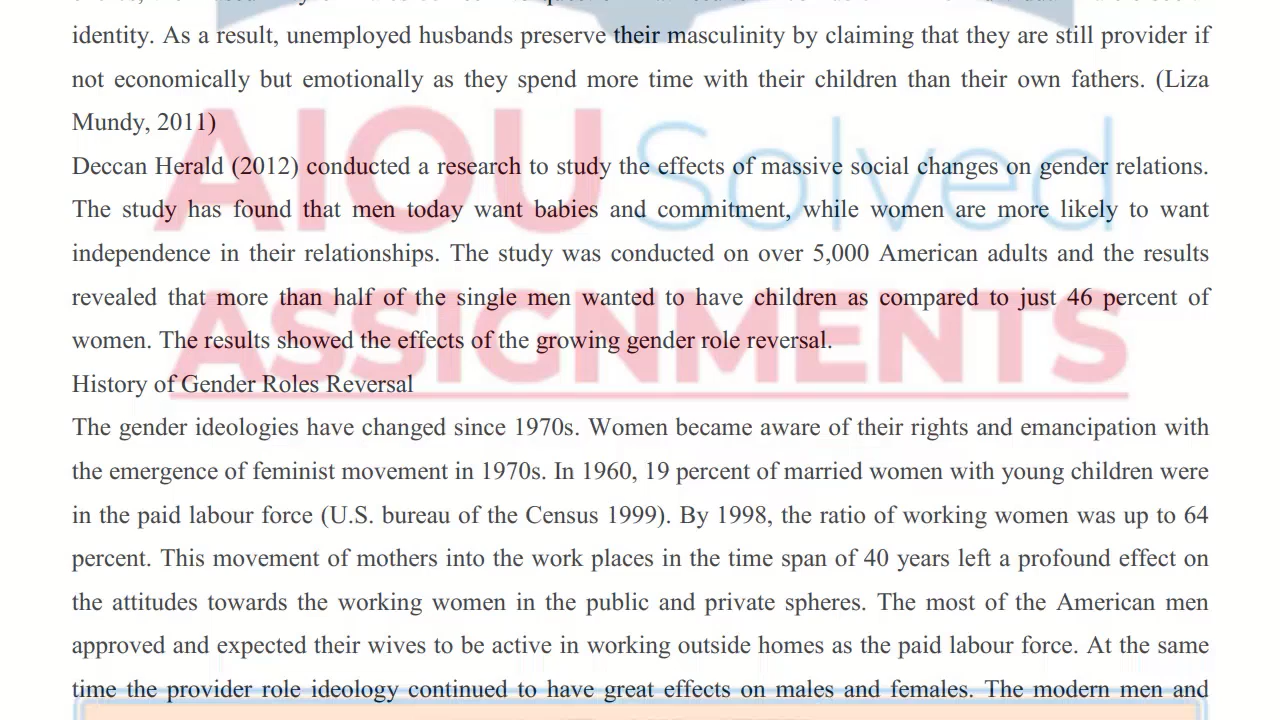 identity. As a result, unemployed husbands preserve their masculinity by claiming that they are still provider if
not economically but emotionally as they spend more time with their children than their own fathers. (Liza
Mundy, 2011)
Deccan Herald (2012) conducted a research to study the effects of massive social changes on gender relations.
The study has found that men today want babies and commitment, while women are more likely to want
independence in their relationships. The study was conducted on over 5,000 American adults and the results
revealed that more than half of the single men wanted to have children as compared to just 46 percent of
women. The results showed the effects of the growing gender role reversal.
History of Gender Roles Reversal
The gender ideologies have changed since 1970s. Women became aware of their rights and emancipation with
the emergence of feminist movement in 1970s. In 1960, 19 percent of married women with young children were
in the paid labour force (U.S. bureau of the Census 1999). By 1998, the ratio of working women was up to 64
percent. This movement of mothers into the work places in the time span of 40 years left a profound effect on
the attitudes towards the working women in the public and private spheres. The most of the American men
approved and expected their wives to be active in working outside homes as the paid labour force. At the same
time the provider role ideology continued to have great effects on males and females. The modern men and
AIOU Solved
ASSIGNMENTS